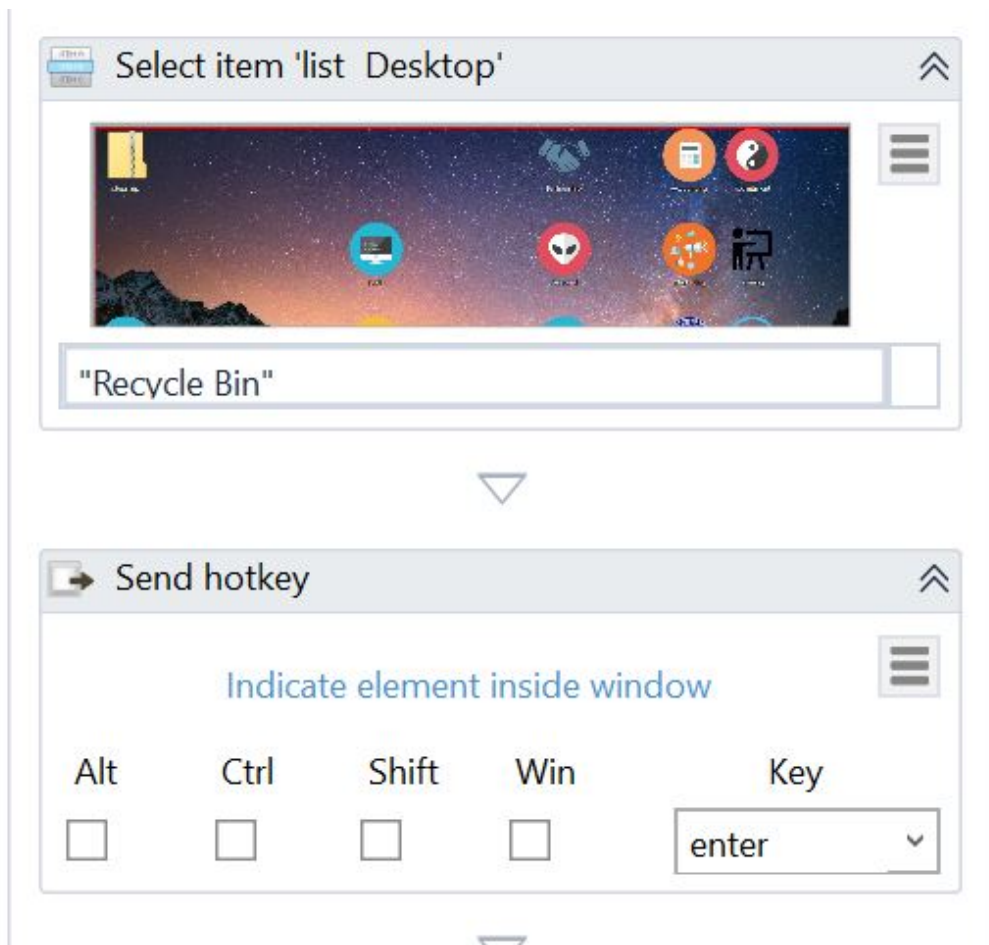 Select item 'list  Desktop'
"Recycle Bin"
Send hotkey
Indicate element inside window
Alt Ctrl Shift Win Key
enter